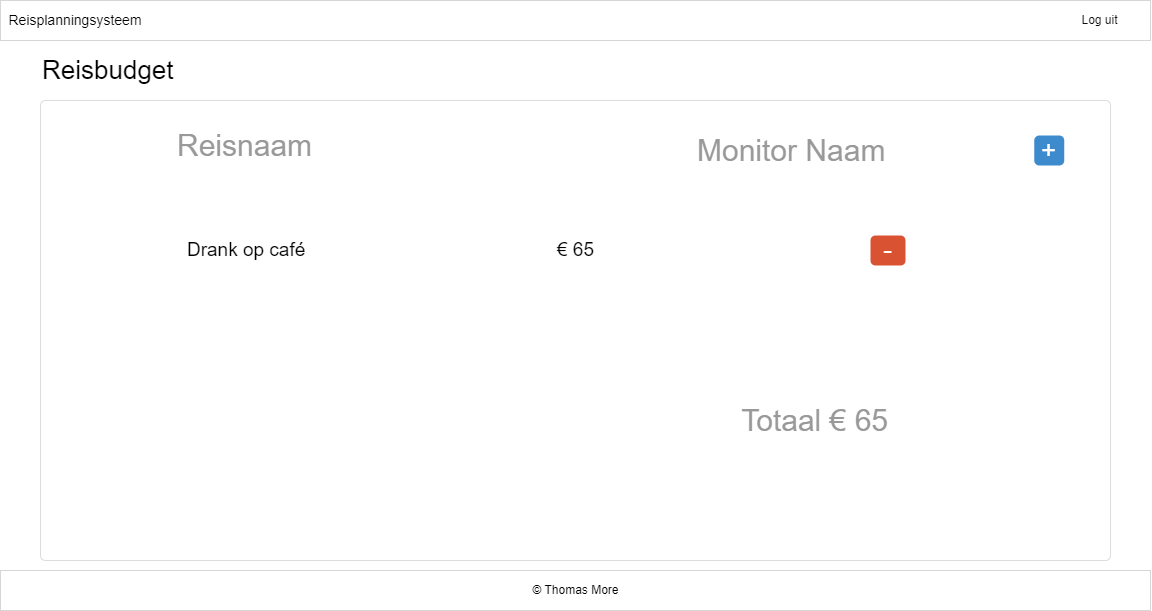 Reisplanningsysteem
Log uit
Reisbudget
Reisnaam
Monitor Naam
+
Drank op café
€ 65
-
Totaal € 65
© Thomas More